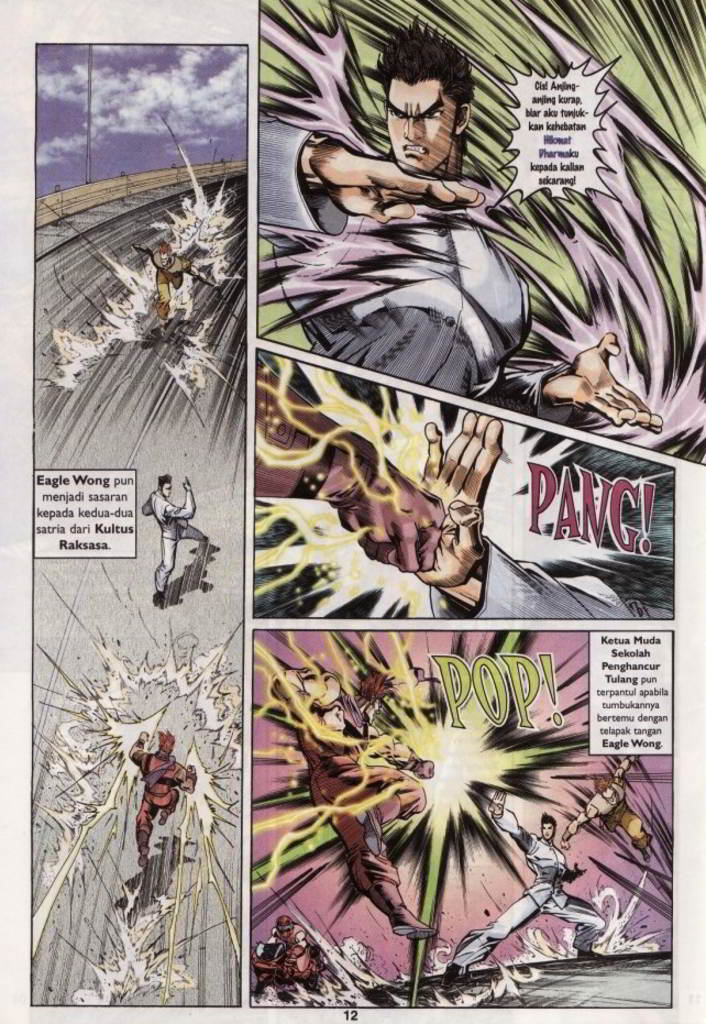 Cis! Anjing-
anjing kurap,
biar aku tunjuk-
kan kehebatan
Hikmat
Dharmaku
kepada kalian
sekarang!
Eagle Wong pun
menjadi sasaran
kepada kedua-dua
satria dari Kultus
Raksasa.
PANG!
POP!
Ketua Muda
Sekolah
Penghancur
Tulang pun
terpantul apabila
tumbukannya
bertemu dengan
telapak tangan
Eagle Wong.
12